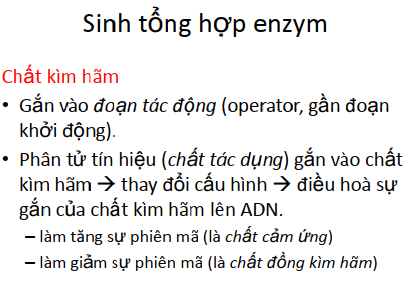 Sinh tổng hợp enzym
Chất kìm hãm
• Gắn vào đoạn tác động (operator, gần đoạn
khởi động).
• Phân tử tín hiệu (chất tác dụng) gắn vào chất
kìm hãm → thay đổi cấu hình → điều hoà sự
gắn của chất kìm hãm lên ADN.
– làm tăng sự phiên mã (là chất cảm ứng)
– làm giảm sự phiên mã (là chất đồng kìm hãm)